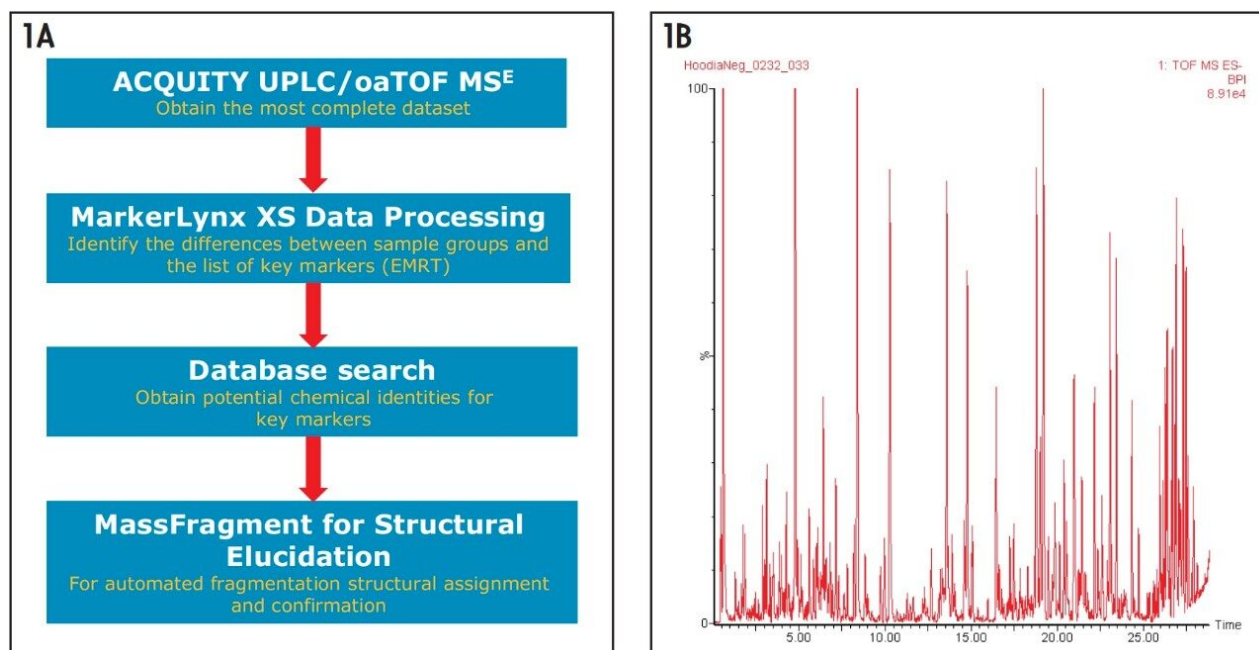 1A
ACQUITY UPLC/oaTOF MSᴱ
Obtain the most complete dataset
MarkerLynx XS Data Processing
Identify the differences between sample groups and
the list of key markers (EMRT)
Database search
Obtain potential chemical identities for
key markers
MassFragment for Structural
Elucidation
For automated fragmentation structural assignment
and confirmation
1B
HoodiaNeg_0232_033
1: TOF MS ES-
BPI
8.91e4
100
%
0
5.00 10.00 15.00 20.00 25.00 Time